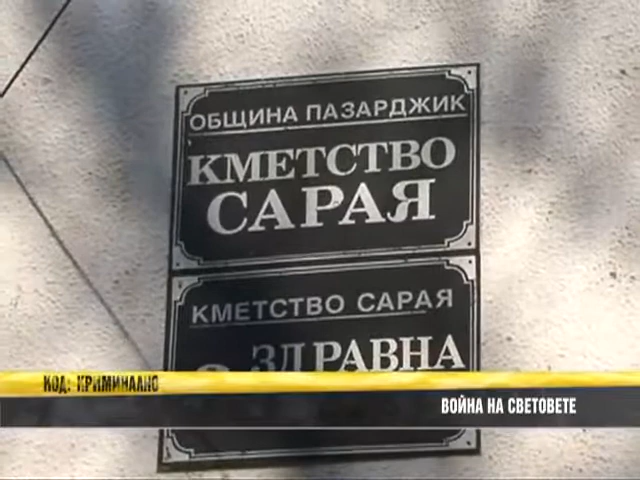 ОБЩИНА ПАЗАРДЖИК
КМЕТСТВО
САРАЯ
КМЕТСТВО САРАЯ
ЗДРАВНА
КОД: КРИМИНАЛНО
ВОЙНА НА СВЕТОВЕТЕ